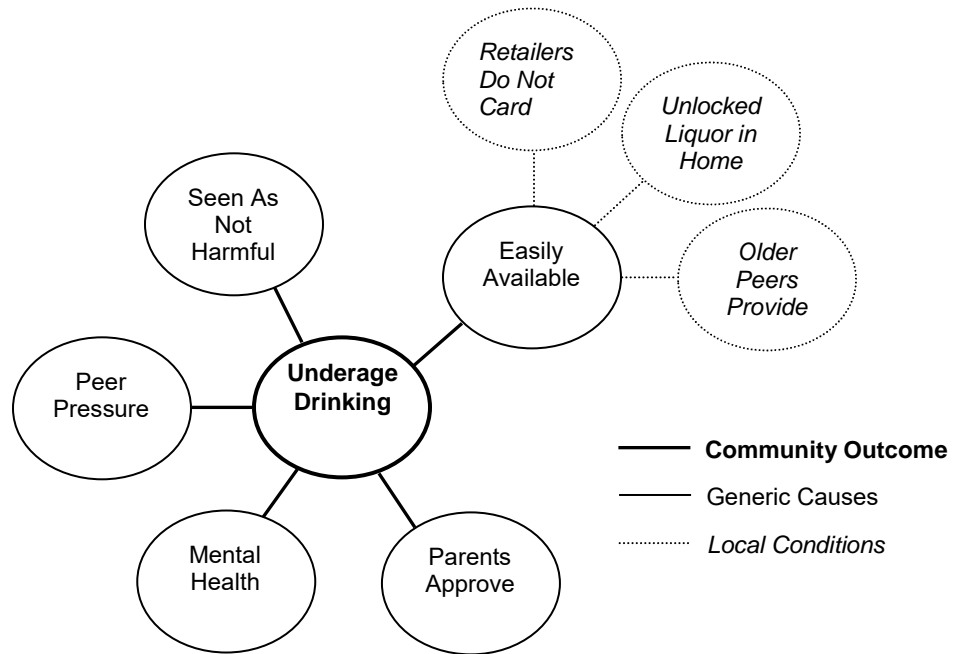 Retailers
Do Not
Card
Unlocked
Liquor in
Home
Seen As
Not
Harmful
Easily
Available
Older
Peers
Provide
Underage
Drinking
Peer
Pressure
Community Outcome
Generic Causes
Local Conditions
Mental
Health
Parents
Approve